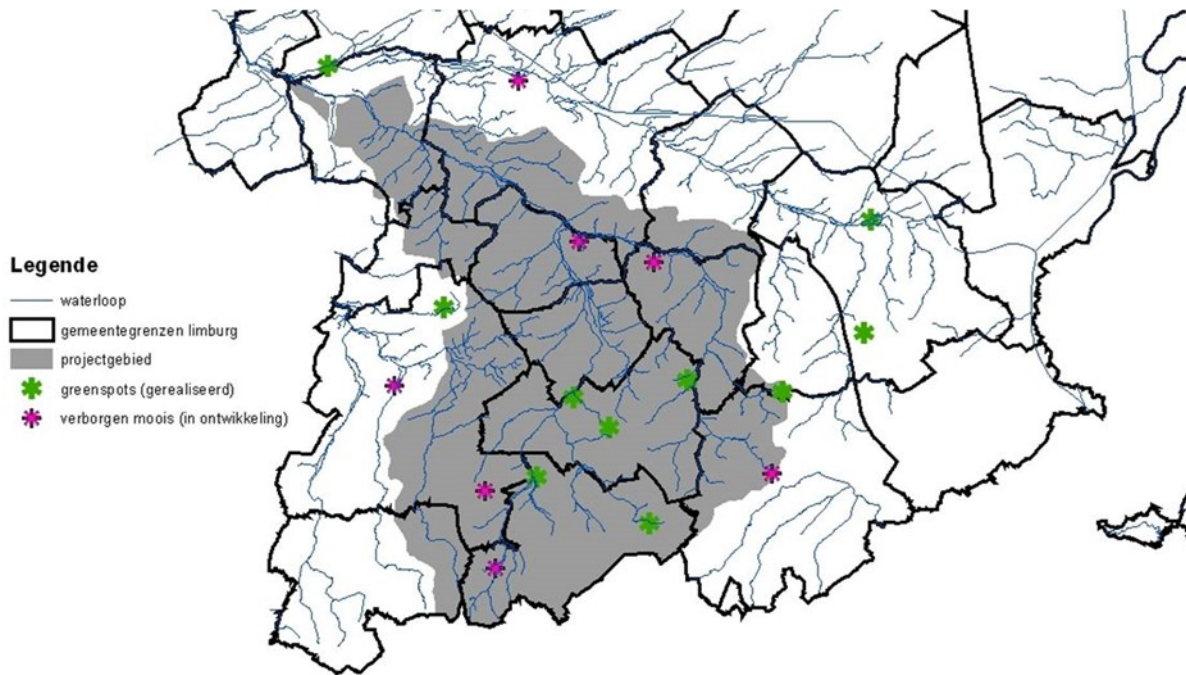 Legende
waterloop
gemeentegrenzen limburg
projectgebied
greenspots (gerealiseerd)
verborgen moois (in ontwikkeling)